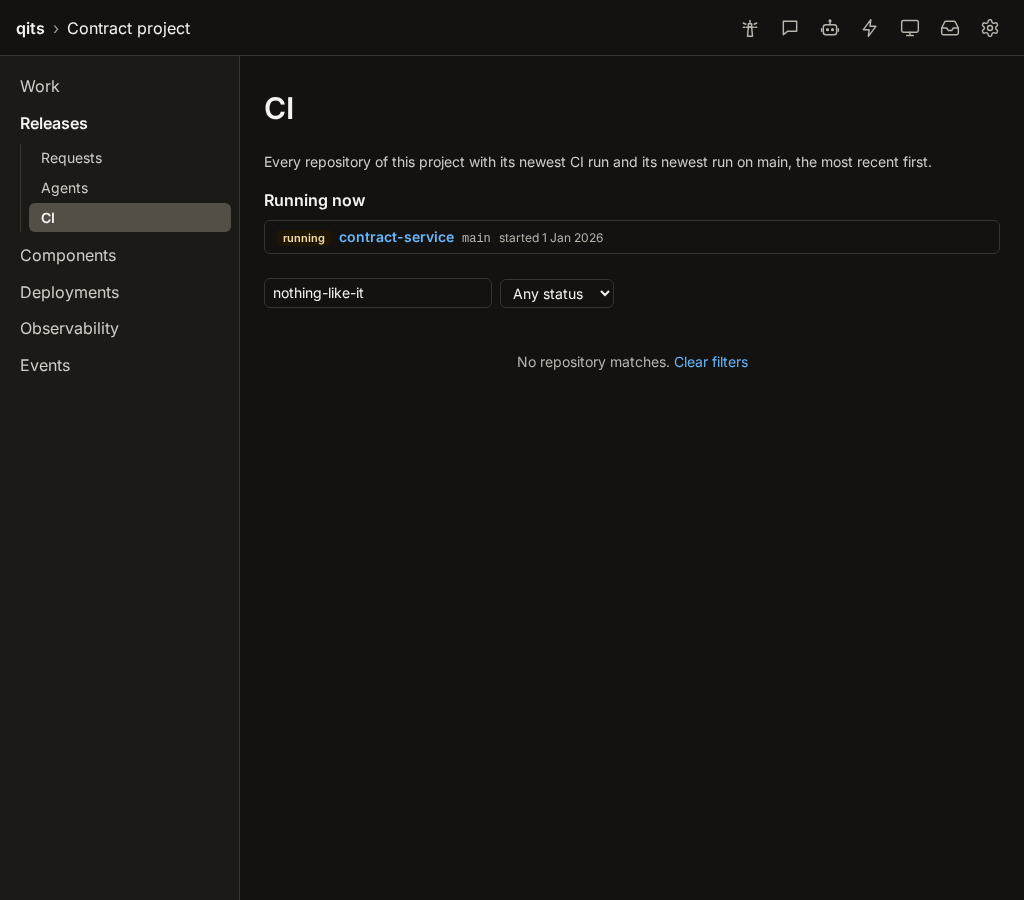 qits › Contract project
Work
Releases
Requests
Agents
CI
Components
Deployments
Observability
Events
CI
Every repository of this project with its newest CI run and its newest run on main, the most recent first.
Running now
running contract-service main started 1 Jan 2026
nothing-like-it Any status
No repository matches. Clear filters